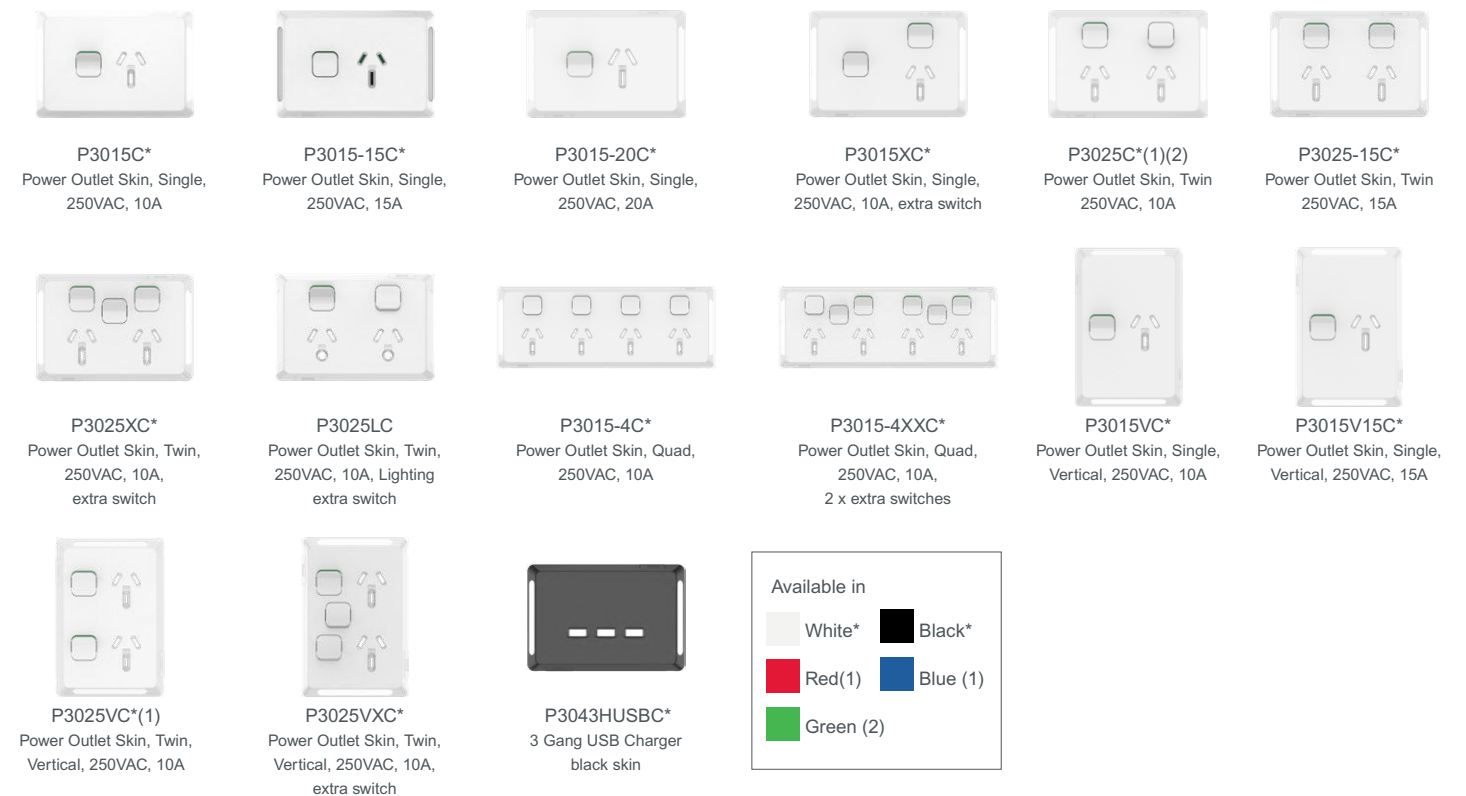 P3015C*
Power Outlet Skin, Single,
250VAC, 10A
P3015-15C*
Power Outlet Skin, Single,
250VAC, 15A
P3015-20C*
Power Outlet Skin, Single,
250VAC, 20A
P3015XC*
Power Outlet Skin, Single,
250VAC, 10A, extra switch
P3025C*(1)(2)
Power Outlet Skin, Twin
250VAC, 10A
P3025-15C*
Power Outlet Skin, Twin
250VAC, 15A
P3025XC*
Power Outlet Skin, Twin,
250VAC, 10A,
extra switch
P3025LC
Power Outlet Skin, Twin,
250VAC, 10A, Lighting
extra switch
P3015-4C*
Power Outlet Skin, Quad,
250VAC, 10A
P3015-4XXC*
Power Outlet Skin, Quad,
250VAC, 10A,
2 x extra switches
P3015VC*
Power Outlet Skin, Single,
Vertical, 250VAC, 10A
P3015V15C*
Power Outlet Skin, Single,
Vertical, 250VAC, 15A
P3025VC*(1)
Power Outlet Skin, Twin,
Vertical, 250VAC, 10A
P3025VXC*
Power Outlet Skin, Twin,
Vertical, 250VAC, 10A,
extra switch
P3043HUSBC*
3 Gang USB Charger
black skin
Available in
White*
Black*
Red(1)
Blue (1)
Green (2)